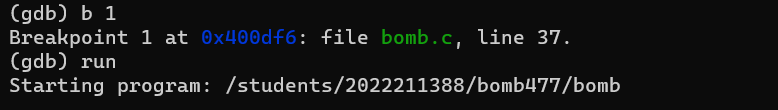 (gdb) b 1
Breakpoint 1 at 0x400df6: file bomb.c, line 37.
(gdb) run
Starting program: /students/2022211388/bomb477/bomb